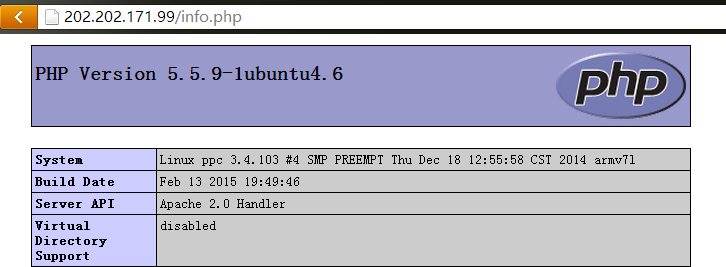 202.202.171.99/info.php
PHP Version 5.5.9-1ubuntu4.6
php
System Linux ppc 3.4.103 #4 SMP PREEMPT Thu Dec 18 12:55:58 CST 2014 armv7l
Build Date Feb 13 2015 19:49:46
Server API Apache 2.0 Handler
Virtual disabled
Directory
Support